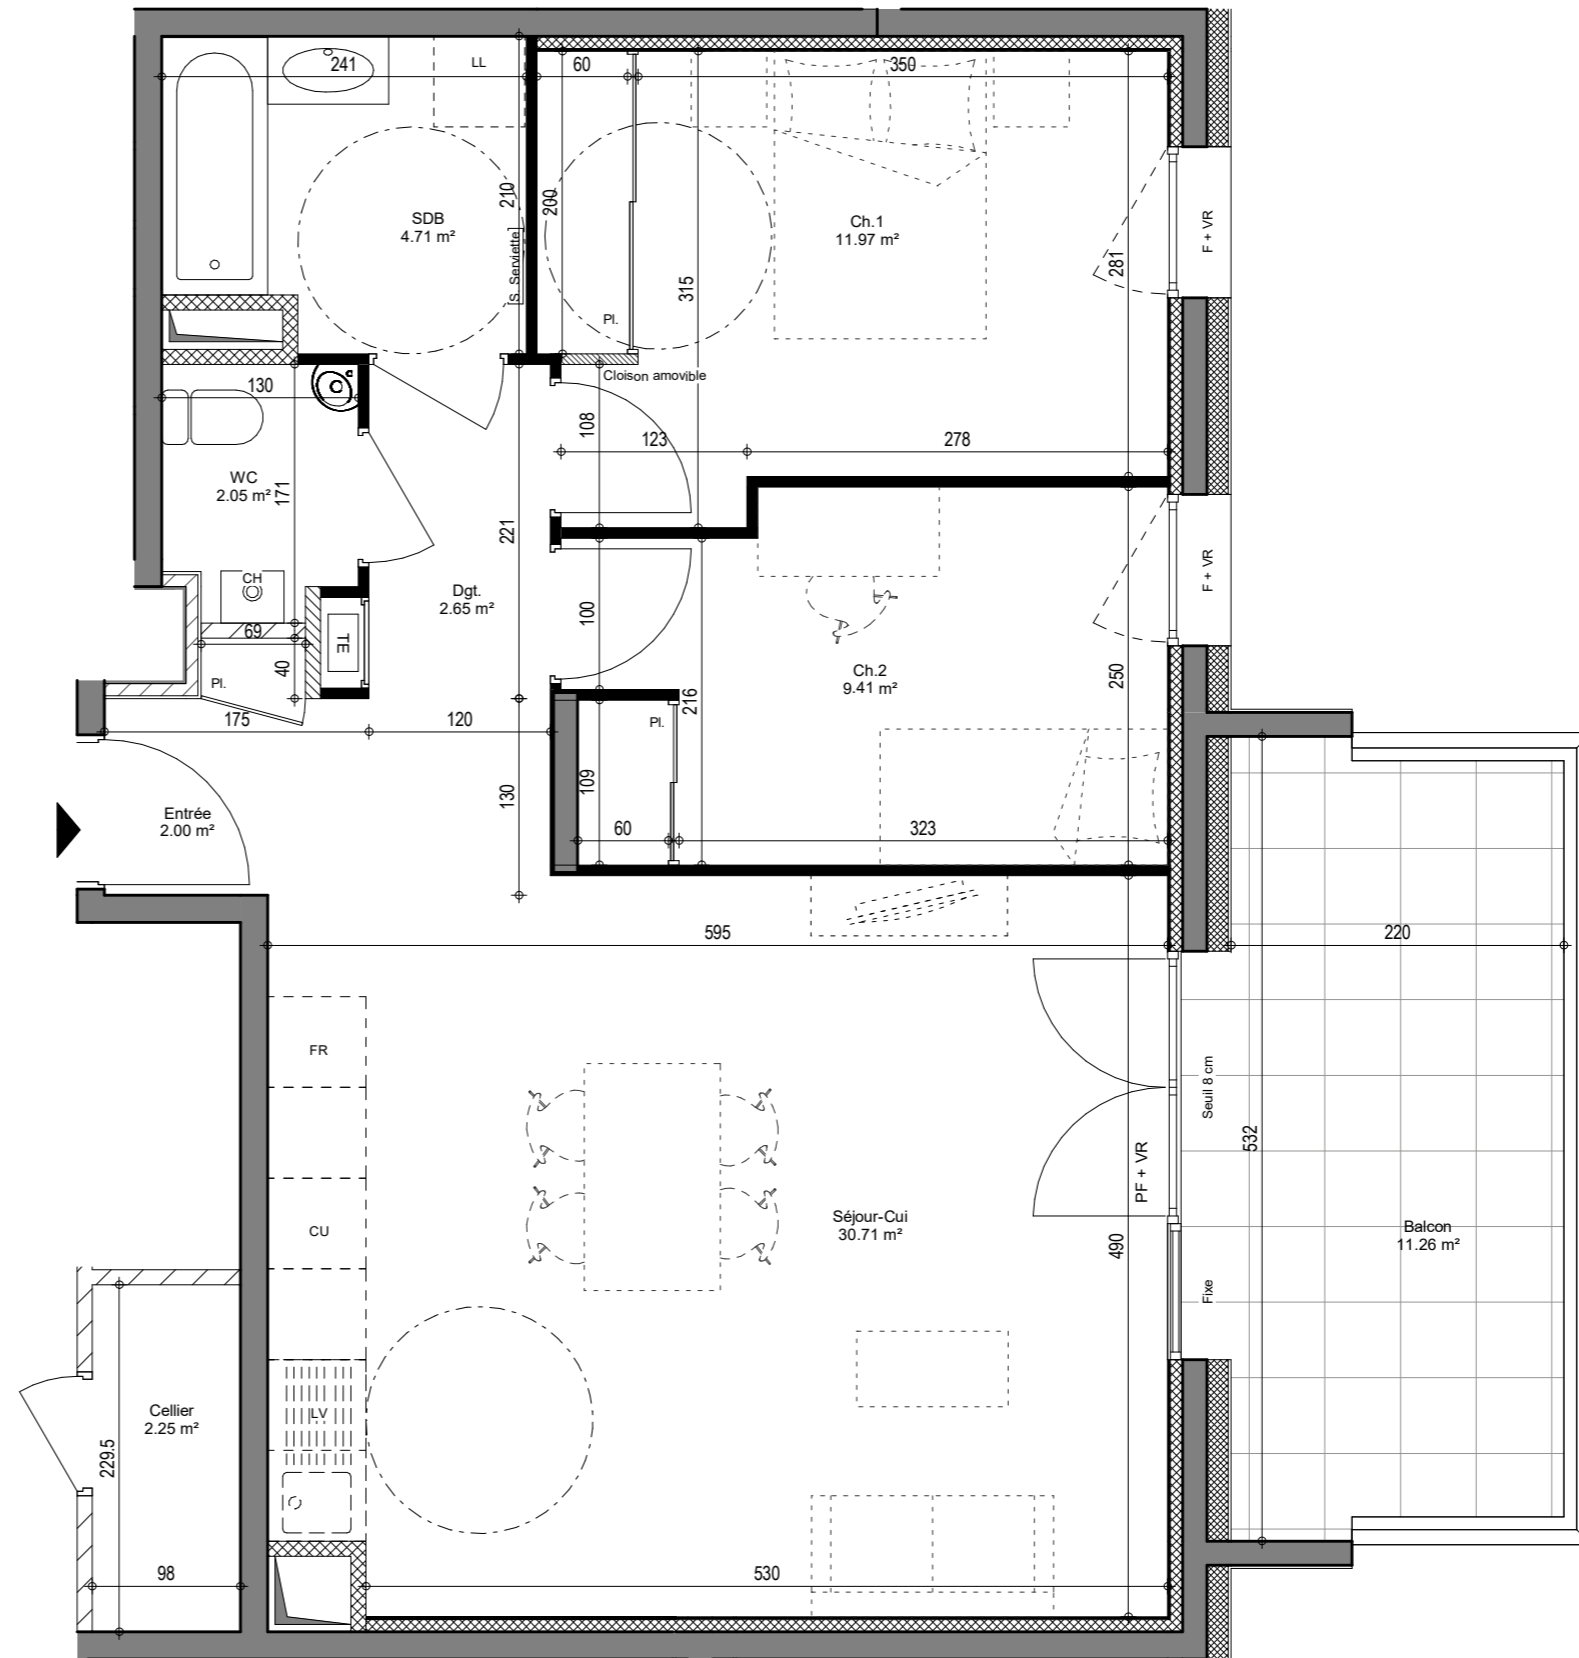 241
LL
60
350
SDB
4.71 m²
210
200
S. Serviette
Ch.1
11.97 m²
F + VR
281
315
Pl.
Cloison amovible
130
108
123
278
WC
2.05 m²
171
221
CH
Dgt.
2.65 m²
100
F + VR
69
TE
40
Pl.
Ch.2
9.41 m²
250
216
Pl.
175
120
109
130
Entrée
2.00 m²
60
323
595
220
FR
Seuil 8 cm
532
PF + VR
CU
Séjour-Cui
30.71 m²
490
Balcon
11.26 m²
Fixe
Cellier
2.25 m²
LV
229.5
98
530